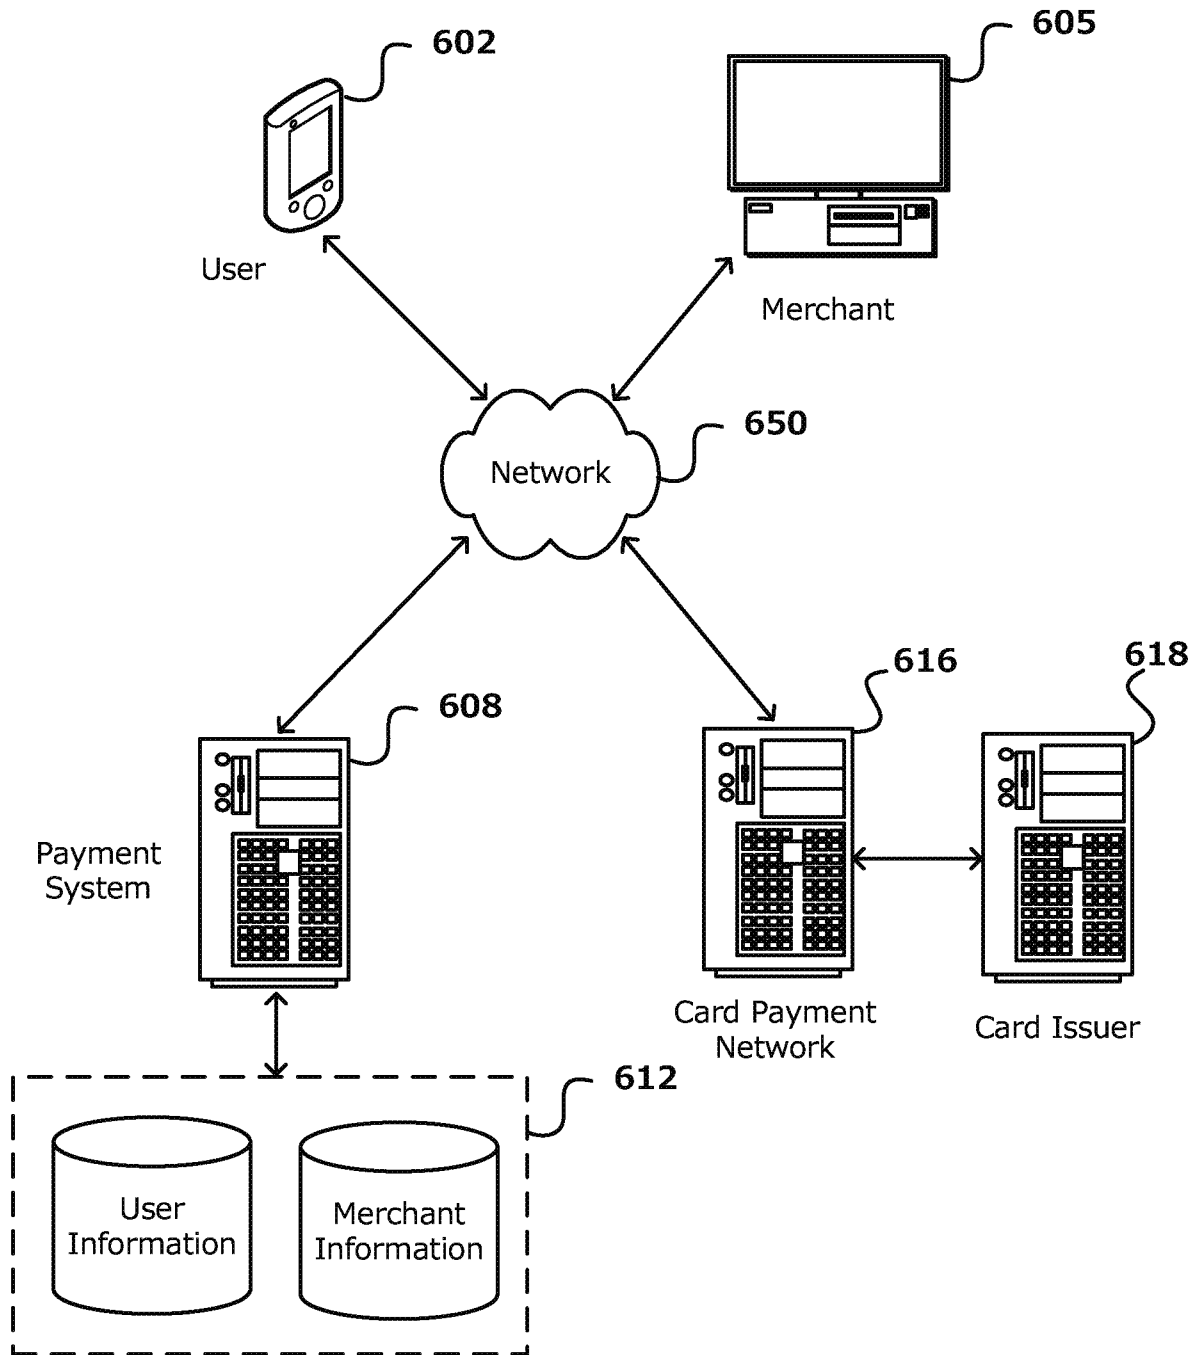 602
605
User
Merchant
650
Network
608
616
618
Payment
System
Card Payment
Network
Card Issuer
612
User
Information
Merchant
Information